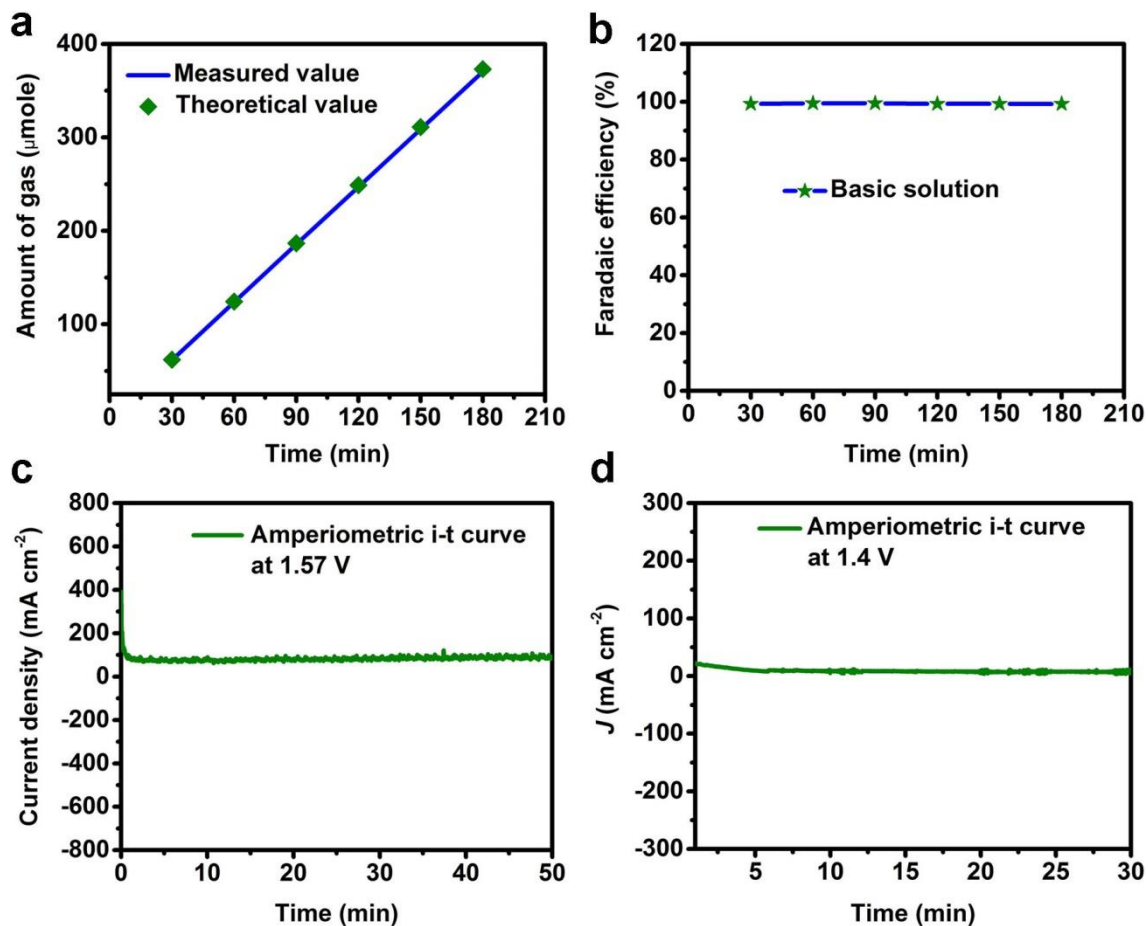 a
400
300
200
100
0
30
60
90
120
150
180
210
Amount of gas (μmole)
Time (min)
Measured value
Theoretical value
b
120
100
80
60
40
20
0
0
30
60
90
120
150
180
210
Faradaic efficiency (%)
Time (min)
Basic solution
c
800
600
400
200
0
-200
-400
-600
-800
0
10
20
30
40
50
Current density (mA cm⁻²)
Time (min)
Amperiometric i-t curve
at 1.57 V
d
300
200
100
0
-100
-200
-300
5
10
15
20
25
30
J (mA cm⁻²)
Time (min)
Amperiometric i-t curve
at 1.4 V